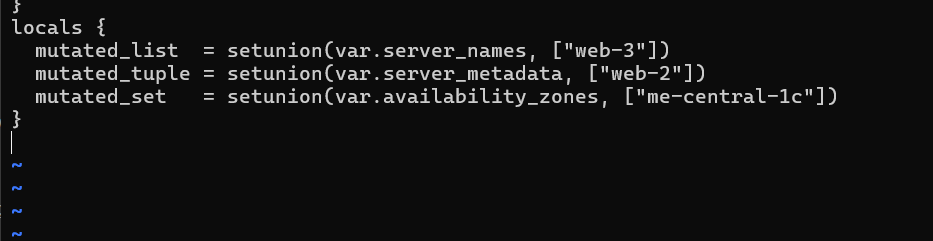 }
locals {
  mutated_list  = setunion(var.server_names, ["web-3"])
  mutated_tuple = setunion(var.server_metadata, ["web-2"])
  mutated_set   = setunion(var.availability_zones, ["me-central-1c"])
}
~
~
~
~